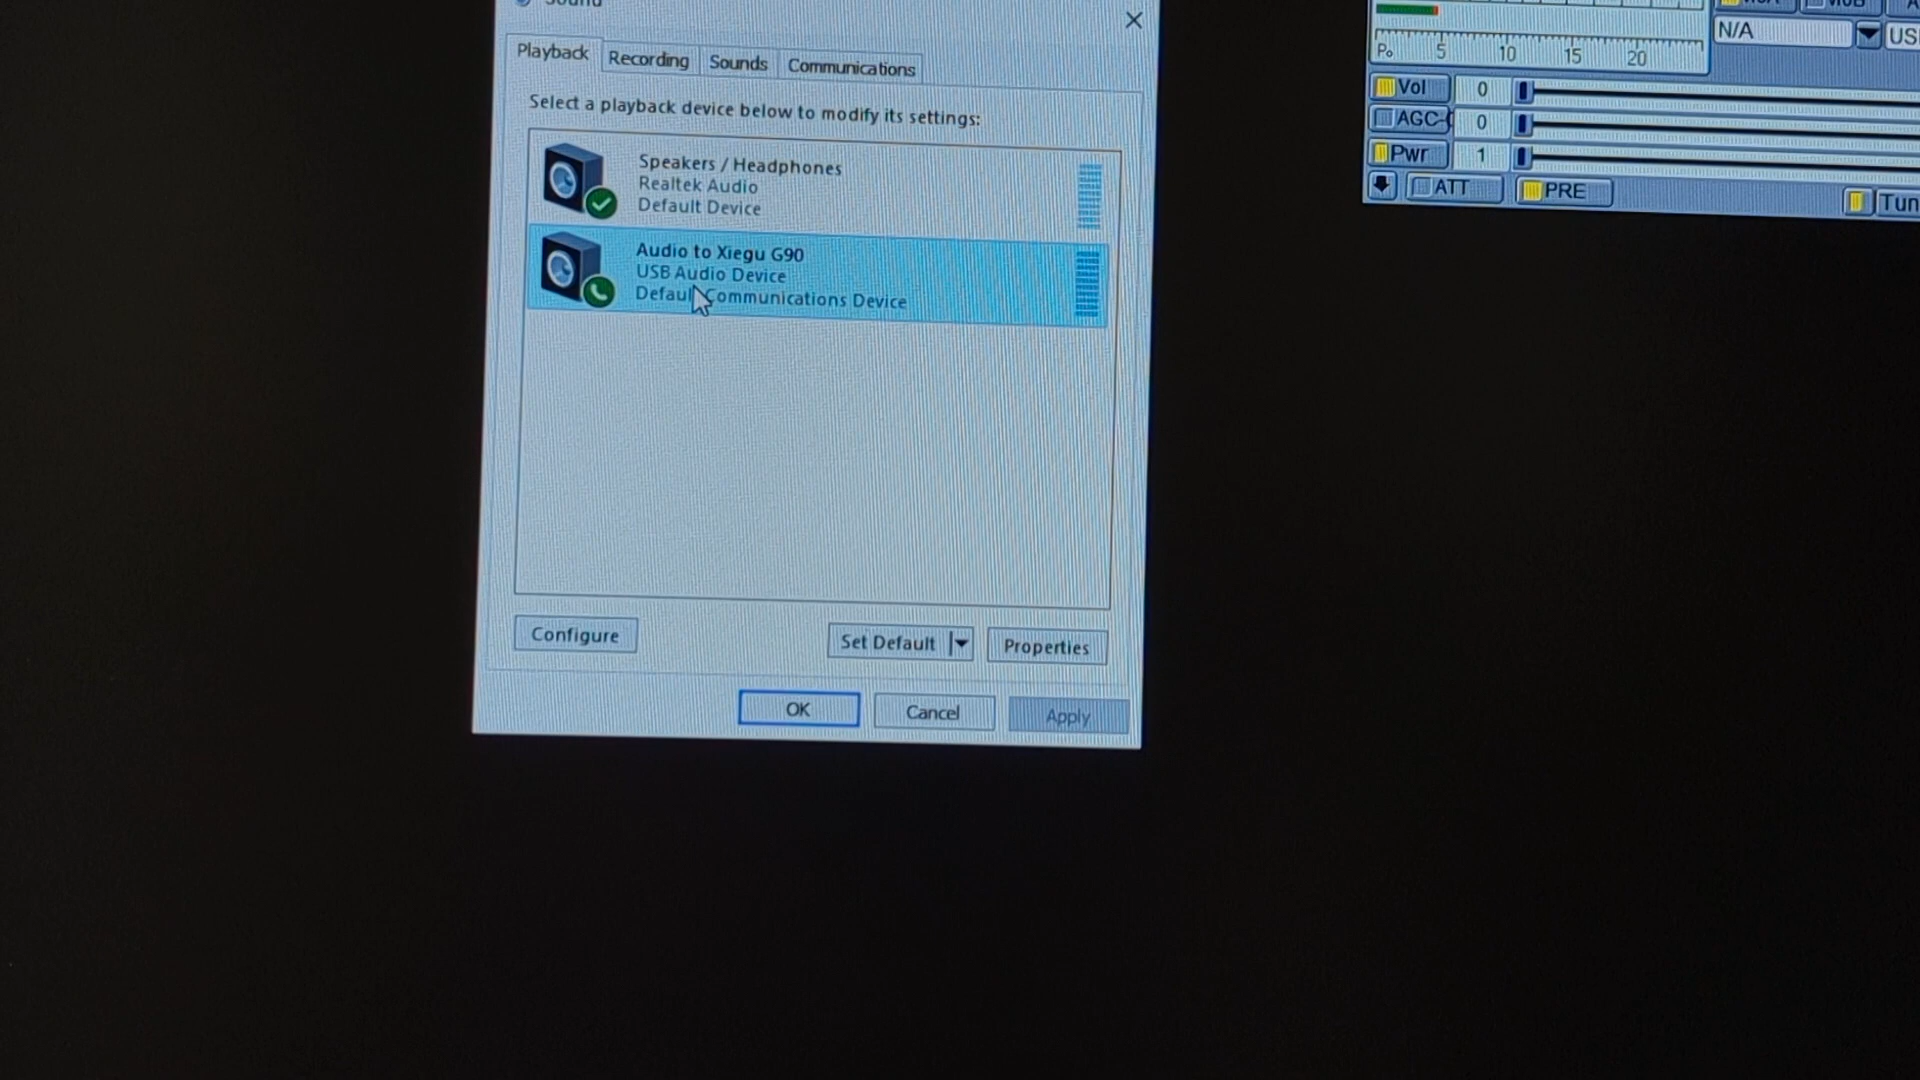 Sound
Playback
Recording
Sounds
Communications
Select a playback device below to modify its settings:
Speakers / Headphones
Realtek Audio
Default Device
Audio to Xiegu G90
USB Audio Device
Default Communications Device
Configure
Set Default
Properties
OK
Cancel
Apply
N/A
Po 5 10 15 20
Vol 0
AGC- 0
Pwr 1
ATT
PRE